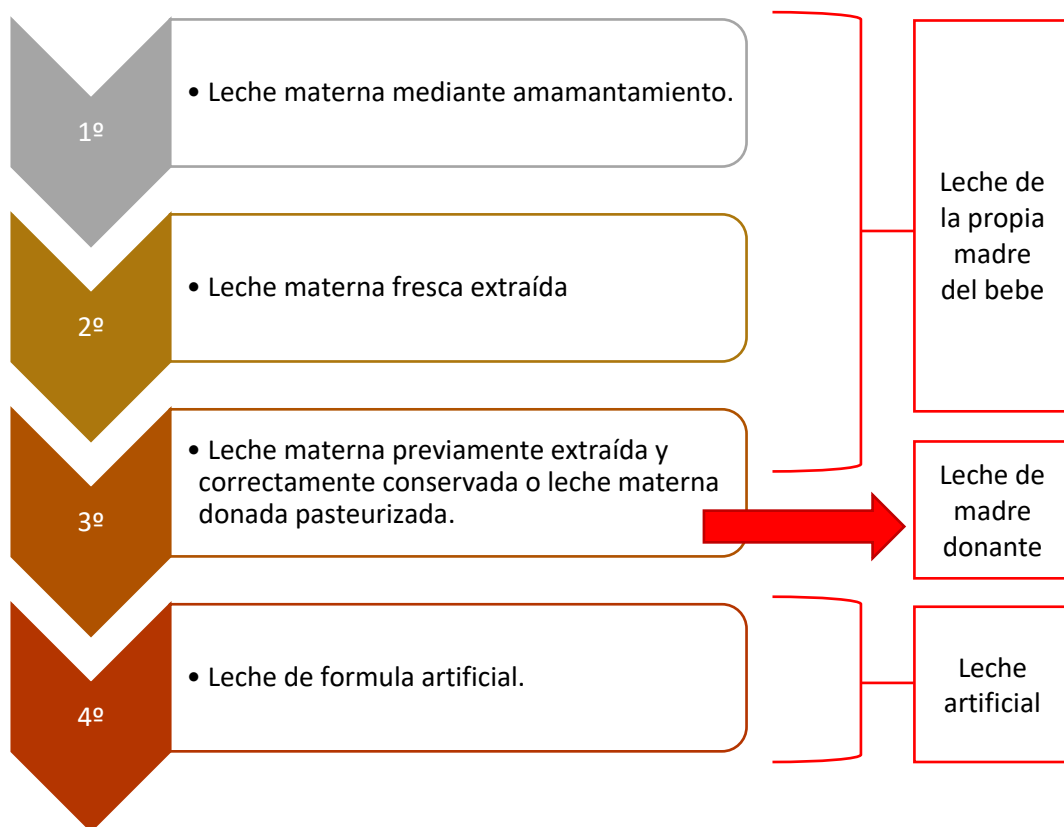 1º
• Leche materna mediante amamantamiento.
2º
• Leche materna fresca extraída
3º
• Leche materna previamente extraída y
correctamente conservada o leche materna
donada pasteurizada.
4º
• Leche de formula artificial.
Leche de
la propia
madre
del bebe
Leche de
madre
donante
Leche
artificial